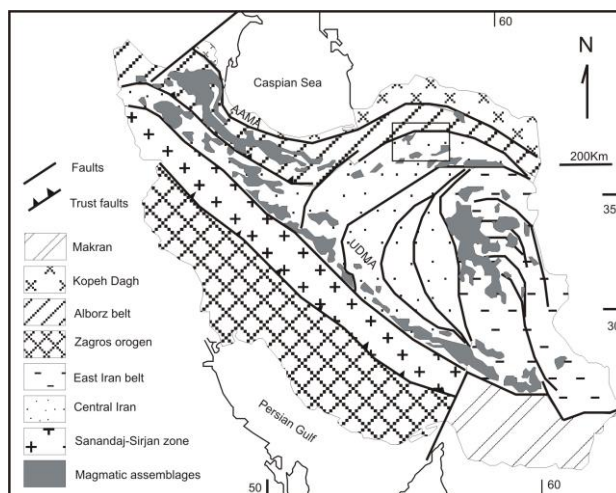 60
Caspian Sea
N
AAMA
200Km
Faults
Trust faults
35
Makran
Kopeh Dagh
UDMA
Alborz belt
30
Zagros orogen
East Iran belt
Central Iran
Persian Gulf
Sanandaj-Sirjan zone
Magmatic assemblages
50
60